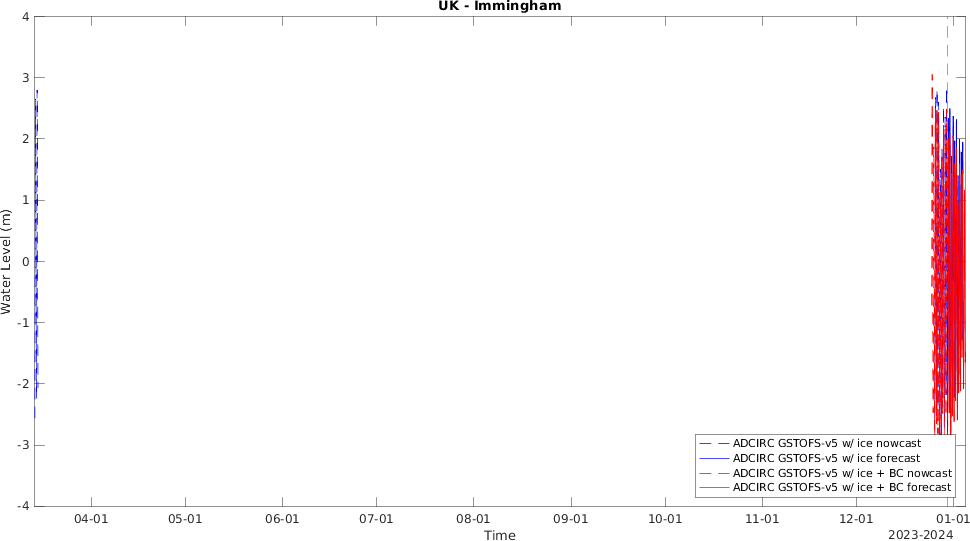 UK - Immingham
4
3
2
1
0
-1
-2
-3
-4
Water Level (m)
ADCIRC GSTOFS-v5 w/ ice nowcast
ADCIRC GSTOFS-v5 w/ ice forecast
ADCIRC GSTOFS-v5 w/ ice + BC nowcast
ADCIRC GSTOFS-v5 w/ ice + BC forecast
04-01 05-01 06-01 07-01 08-01 09-01 10-01 11-01 12-01 01-01
Time
2023-2024